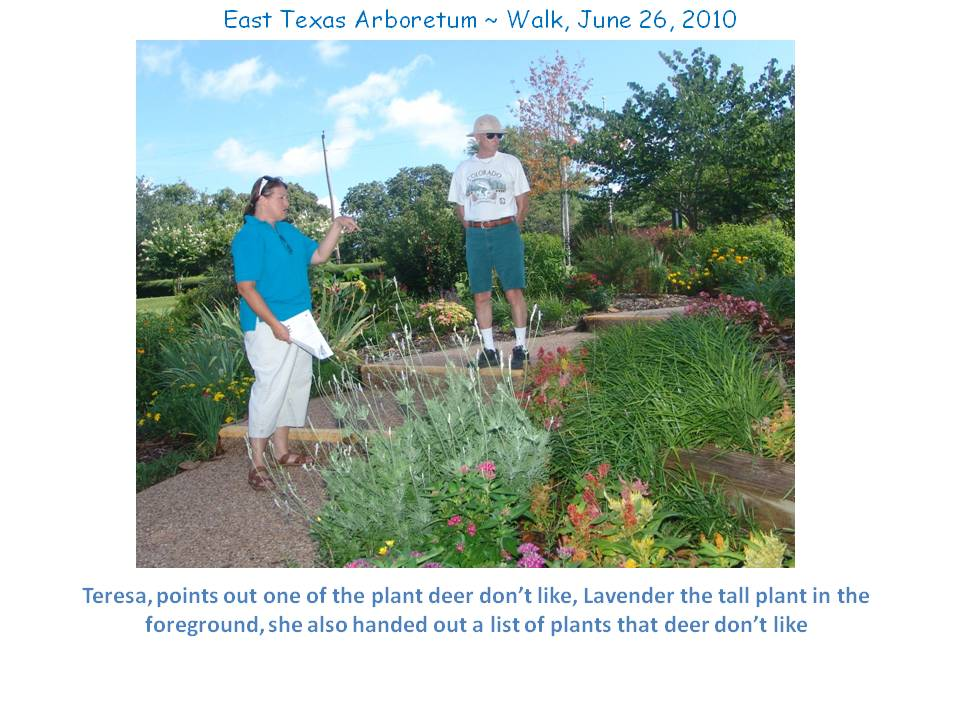 East Texas Arboretum ~ Walk, June 26, 2010
COLORADO
Teresa, points out one of the plant deer don’t like, Lavender the tall plant in the
foreground, she also handed out a list of plants that deer don’t like